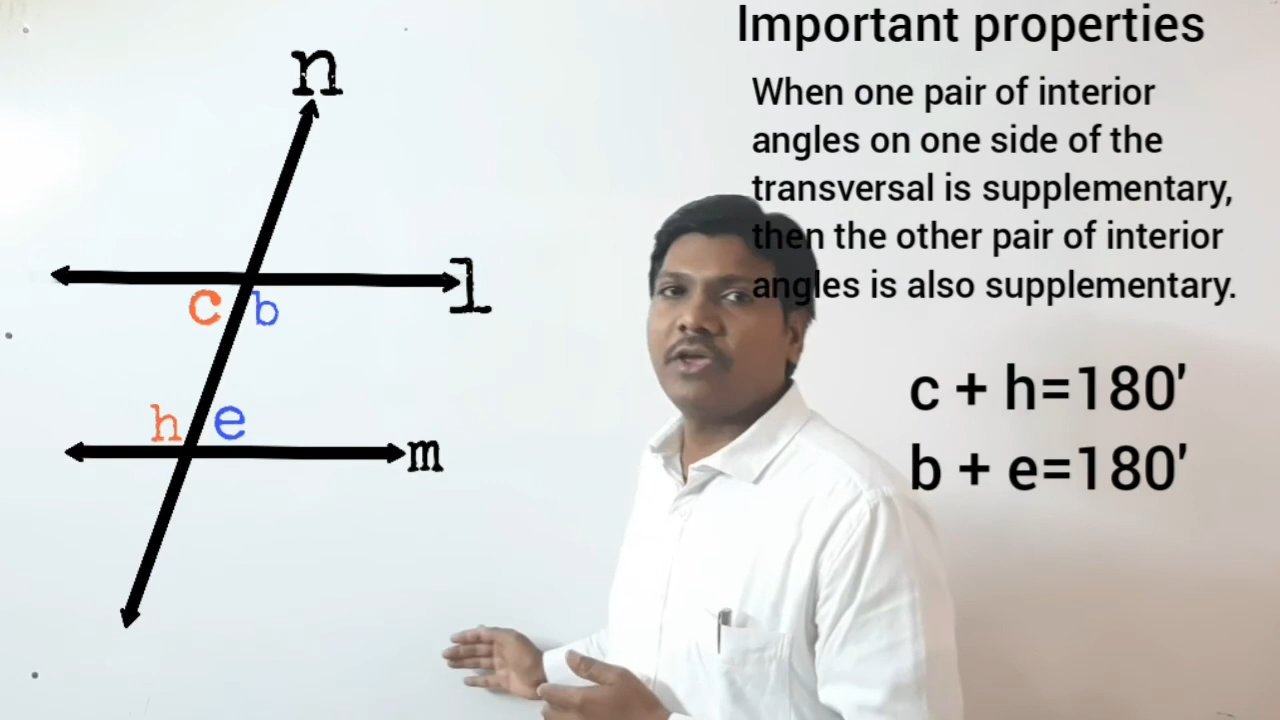 Important properties
When one pair of interior
angles on one side of the
transversal is supplementary,
then the other pair of interior
angles is also supplementary.
c + h=180'
b + e=180'
n
l
c b
h e
m